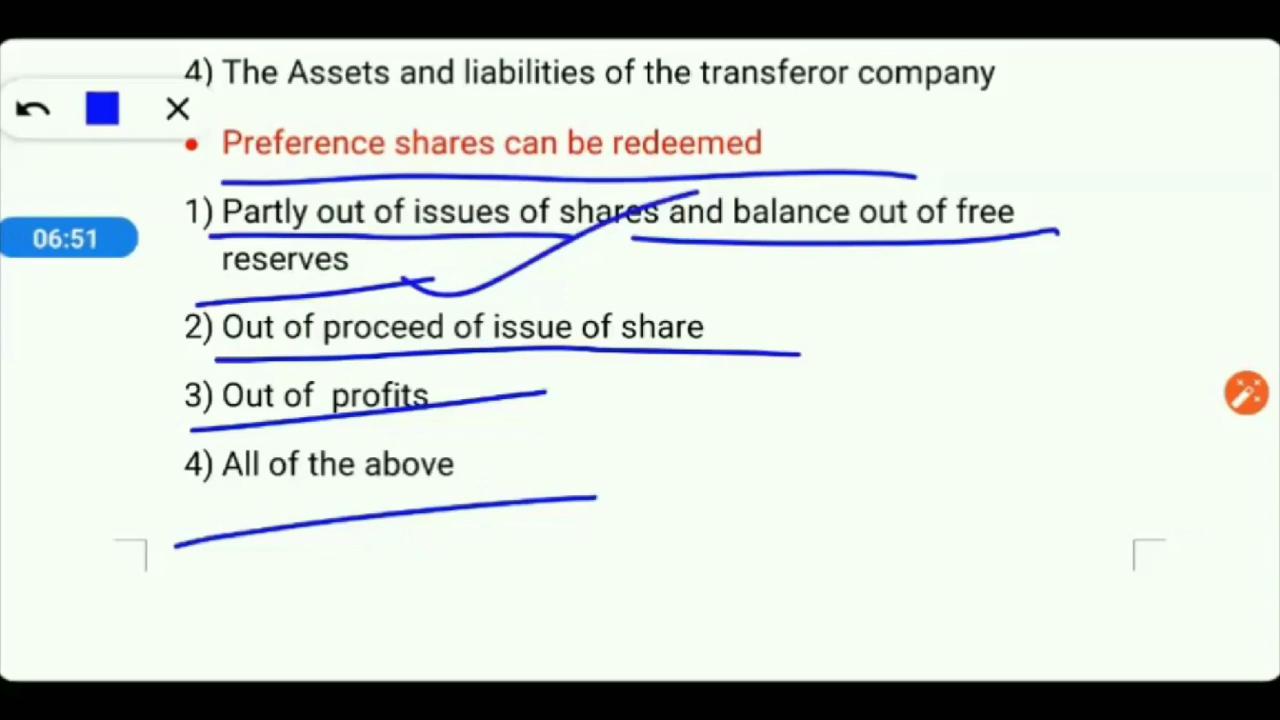 4) The Assets and liabilities of the transferor company
• Preference shares can be redeemed
1) Partly out of issues of shares and balance out of free
06:51
reserves
2) Out of proceed of issue of share
3) Out of profits
4) All of the above